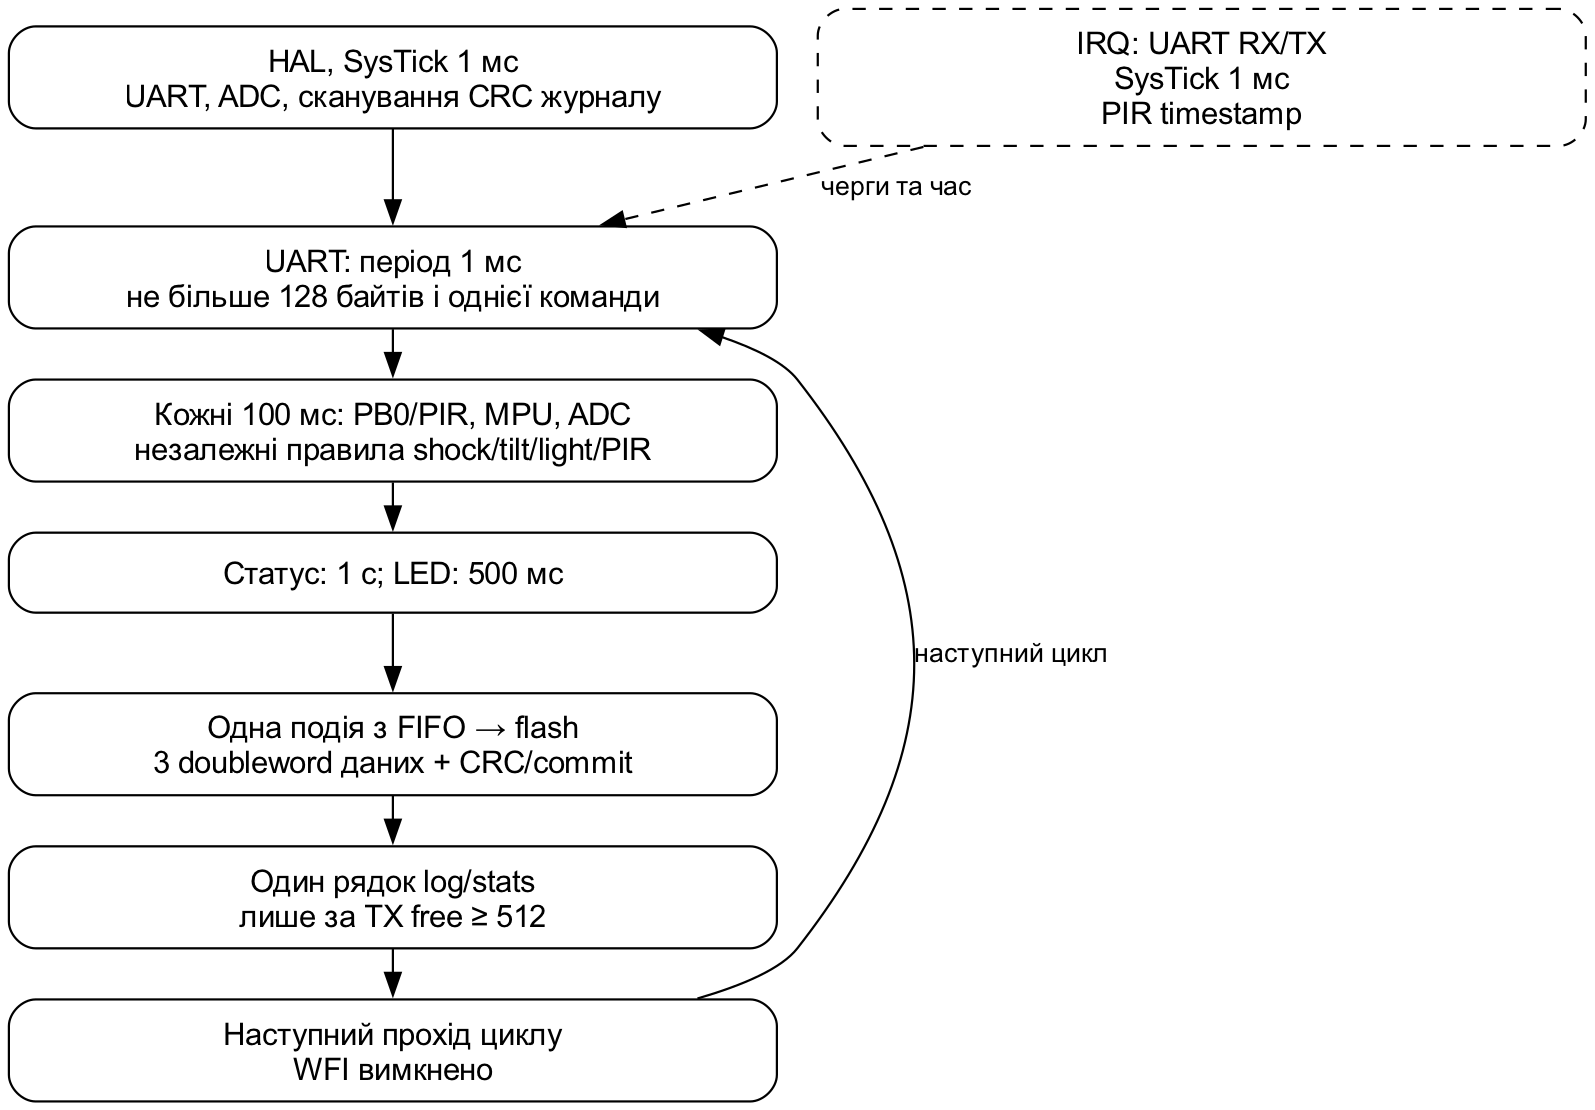 HAL, SysTick 1 мс
UART, ADC, сканування CRC журналу
IRQ: UART RX/TX
SysTick 1 мс
PIR timestamp
черги та час
UART: період 1 мс
не більше 128 байтів і однієї команди
Кожні 100 мс: PB0/PIR, MPU, ADC
незалежні правила shock/tilt/light/PIR
Статус: 1 с; LED: 500 мс
наступний цикл
Одна подія з FIFO → flash
3 doubleword даних + CRC/commit
Один рядок log/stats
лише за TX free ≥ 512
Наступний прохід циклу
WFI вимкнено